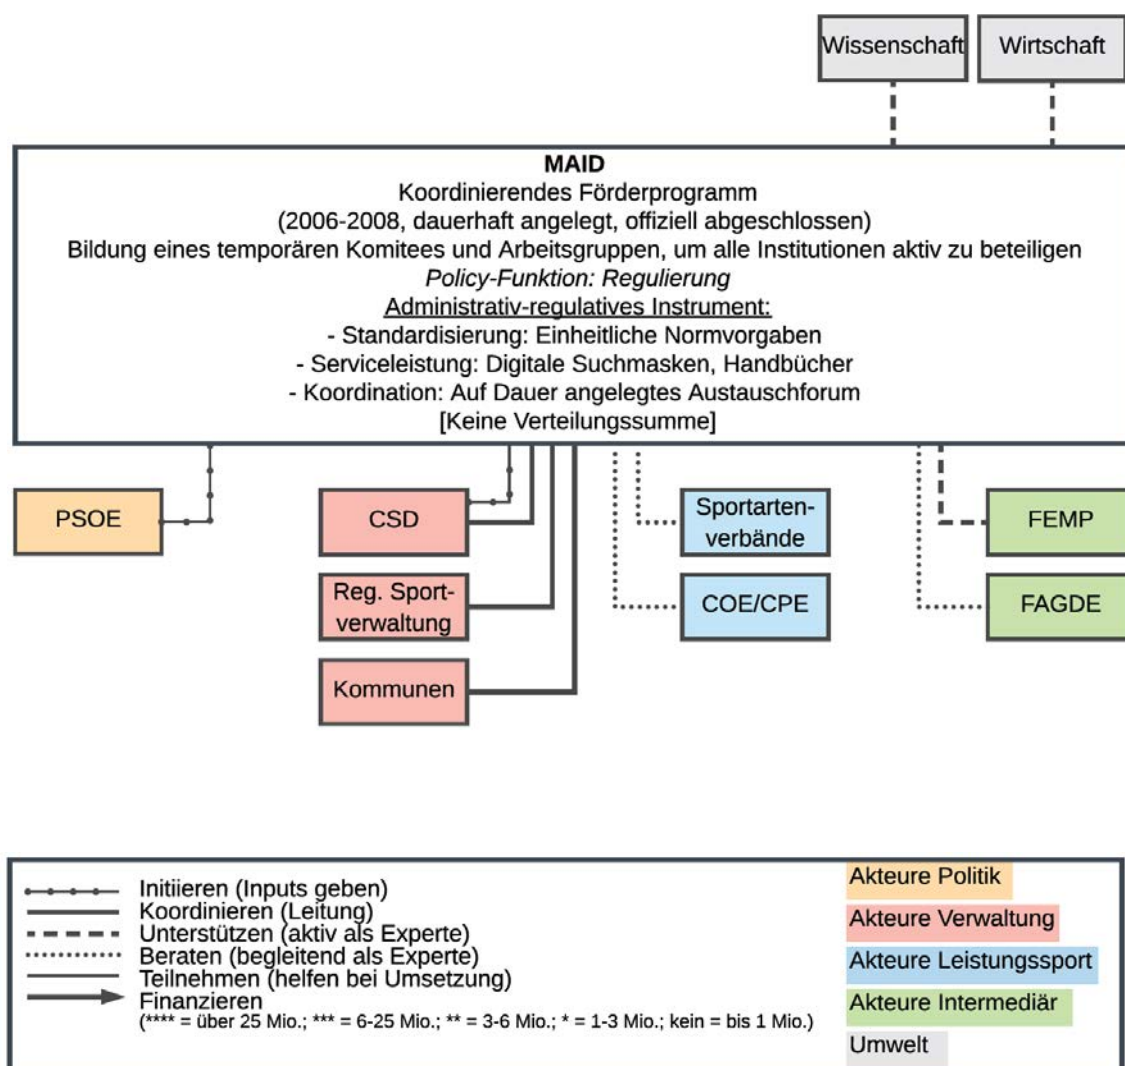 Wissenschaft
Wirtschaft
MAID
Koordinierendes Förderprogramm
(2006-2008, dauerhaft angelegt, offiziell abgeschlossen)
Bildung eines temporären Komitees und Arbeitsgruppen, um alle Institutionen aktiv zu beteiligen
Policy-Funktion: Regulierung
Administrativ-regulatives Instrument:
- Standardisierung: Einheitliche Normvorgaben
- Serviceleistung: Digitale Suchmasken, Handbücher
- Koordination: Auf Dauer angelegtes Austauschforum
[Keine Verteilungssumme]
PSOE
CSD
Sportarten-
verbände
FEMP
Reg. Sport-
verwaltung
COE/CPE
FAGDE
Kommunen
Initiieren (Inputs geben)
Koordinieren (Leitung)
Unterstützen (aktiv als Experte)
Beraten (begleitend als Experte)
Teilnehmen (helfen bei Umsetzung)
Finanzieren
(**** = über 25 Mio.; *** = 6-25 Mio.; ** = 3-6 Mio.; * = 1-3 Mio.; kein = bis 1 Mio.)
Akteure Politik
Akteure Verwaltung
Akteure Leistungssport
Akteure Intermediär
Umwelt